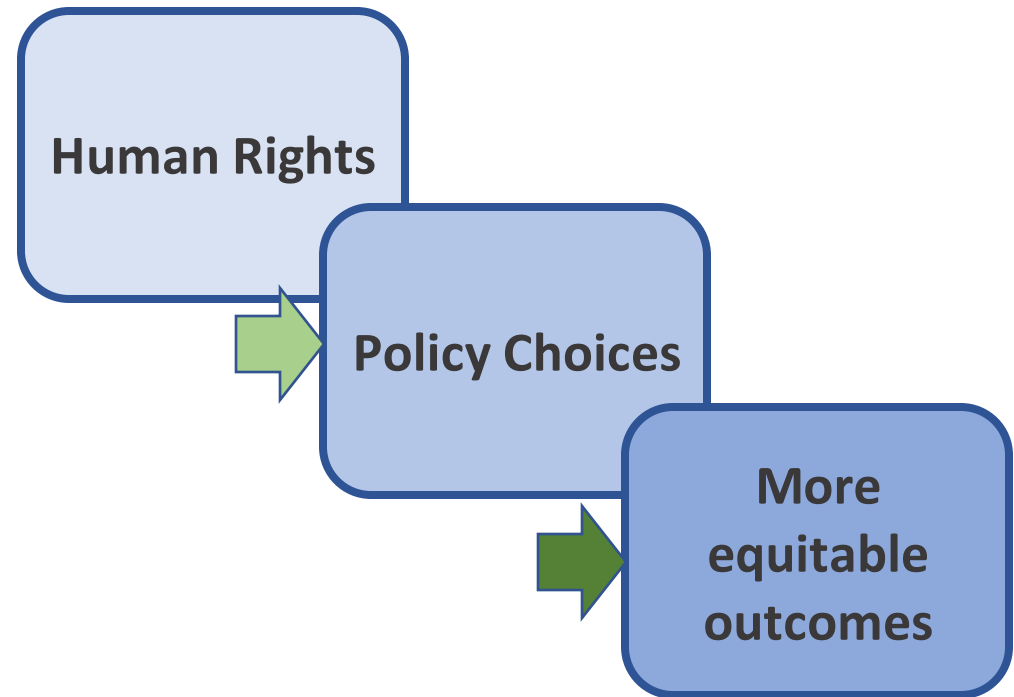 Human Rights
Policy Choices
More
equitable
outcomes